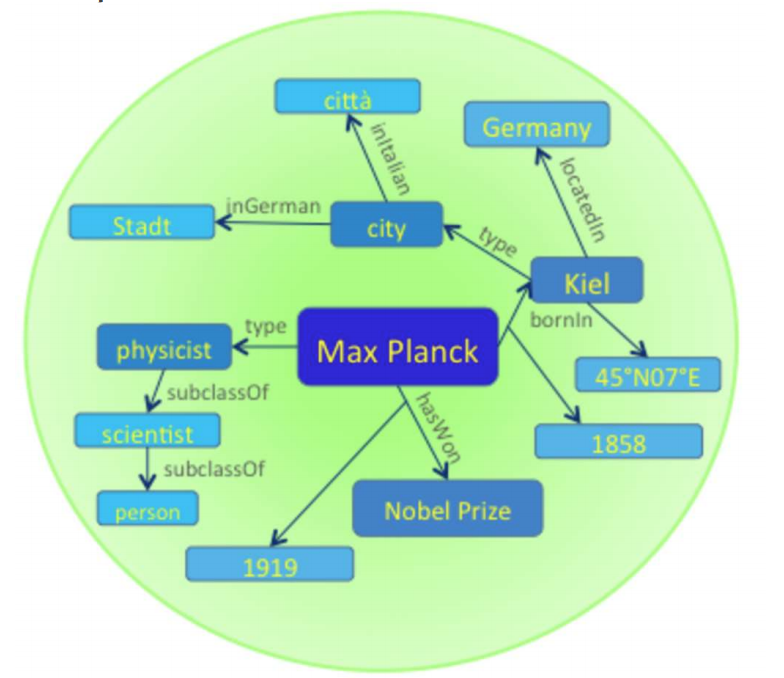 città
Germany
inItalian
locatedIn
Stadt
inGerman
city
type
Kiel
bornIn
physicist
type
Max Planck
45°N07°E
subclassOf
hasWon
scientist
1858
subclassOf
person
Nobel Prize
1919